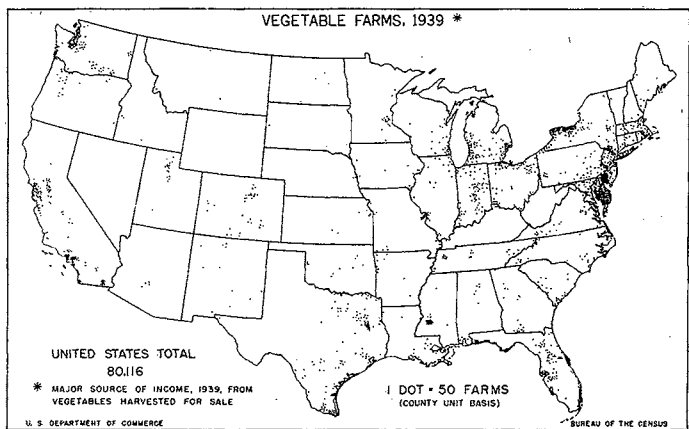 VEGETABLE FARMS, 1939 *
UNITED STATES TOTAL
80,116
* MAJOR SOURCE OF INCOME, 1939, FROM
VEGETABLES HARVESTED FOR SALE
1 DOT = 50 FARMS
(COUNTY UNIT BASIS)
U. S. DEPARTMENT OF COMMERCE
BUREAU OF THE CENSUS